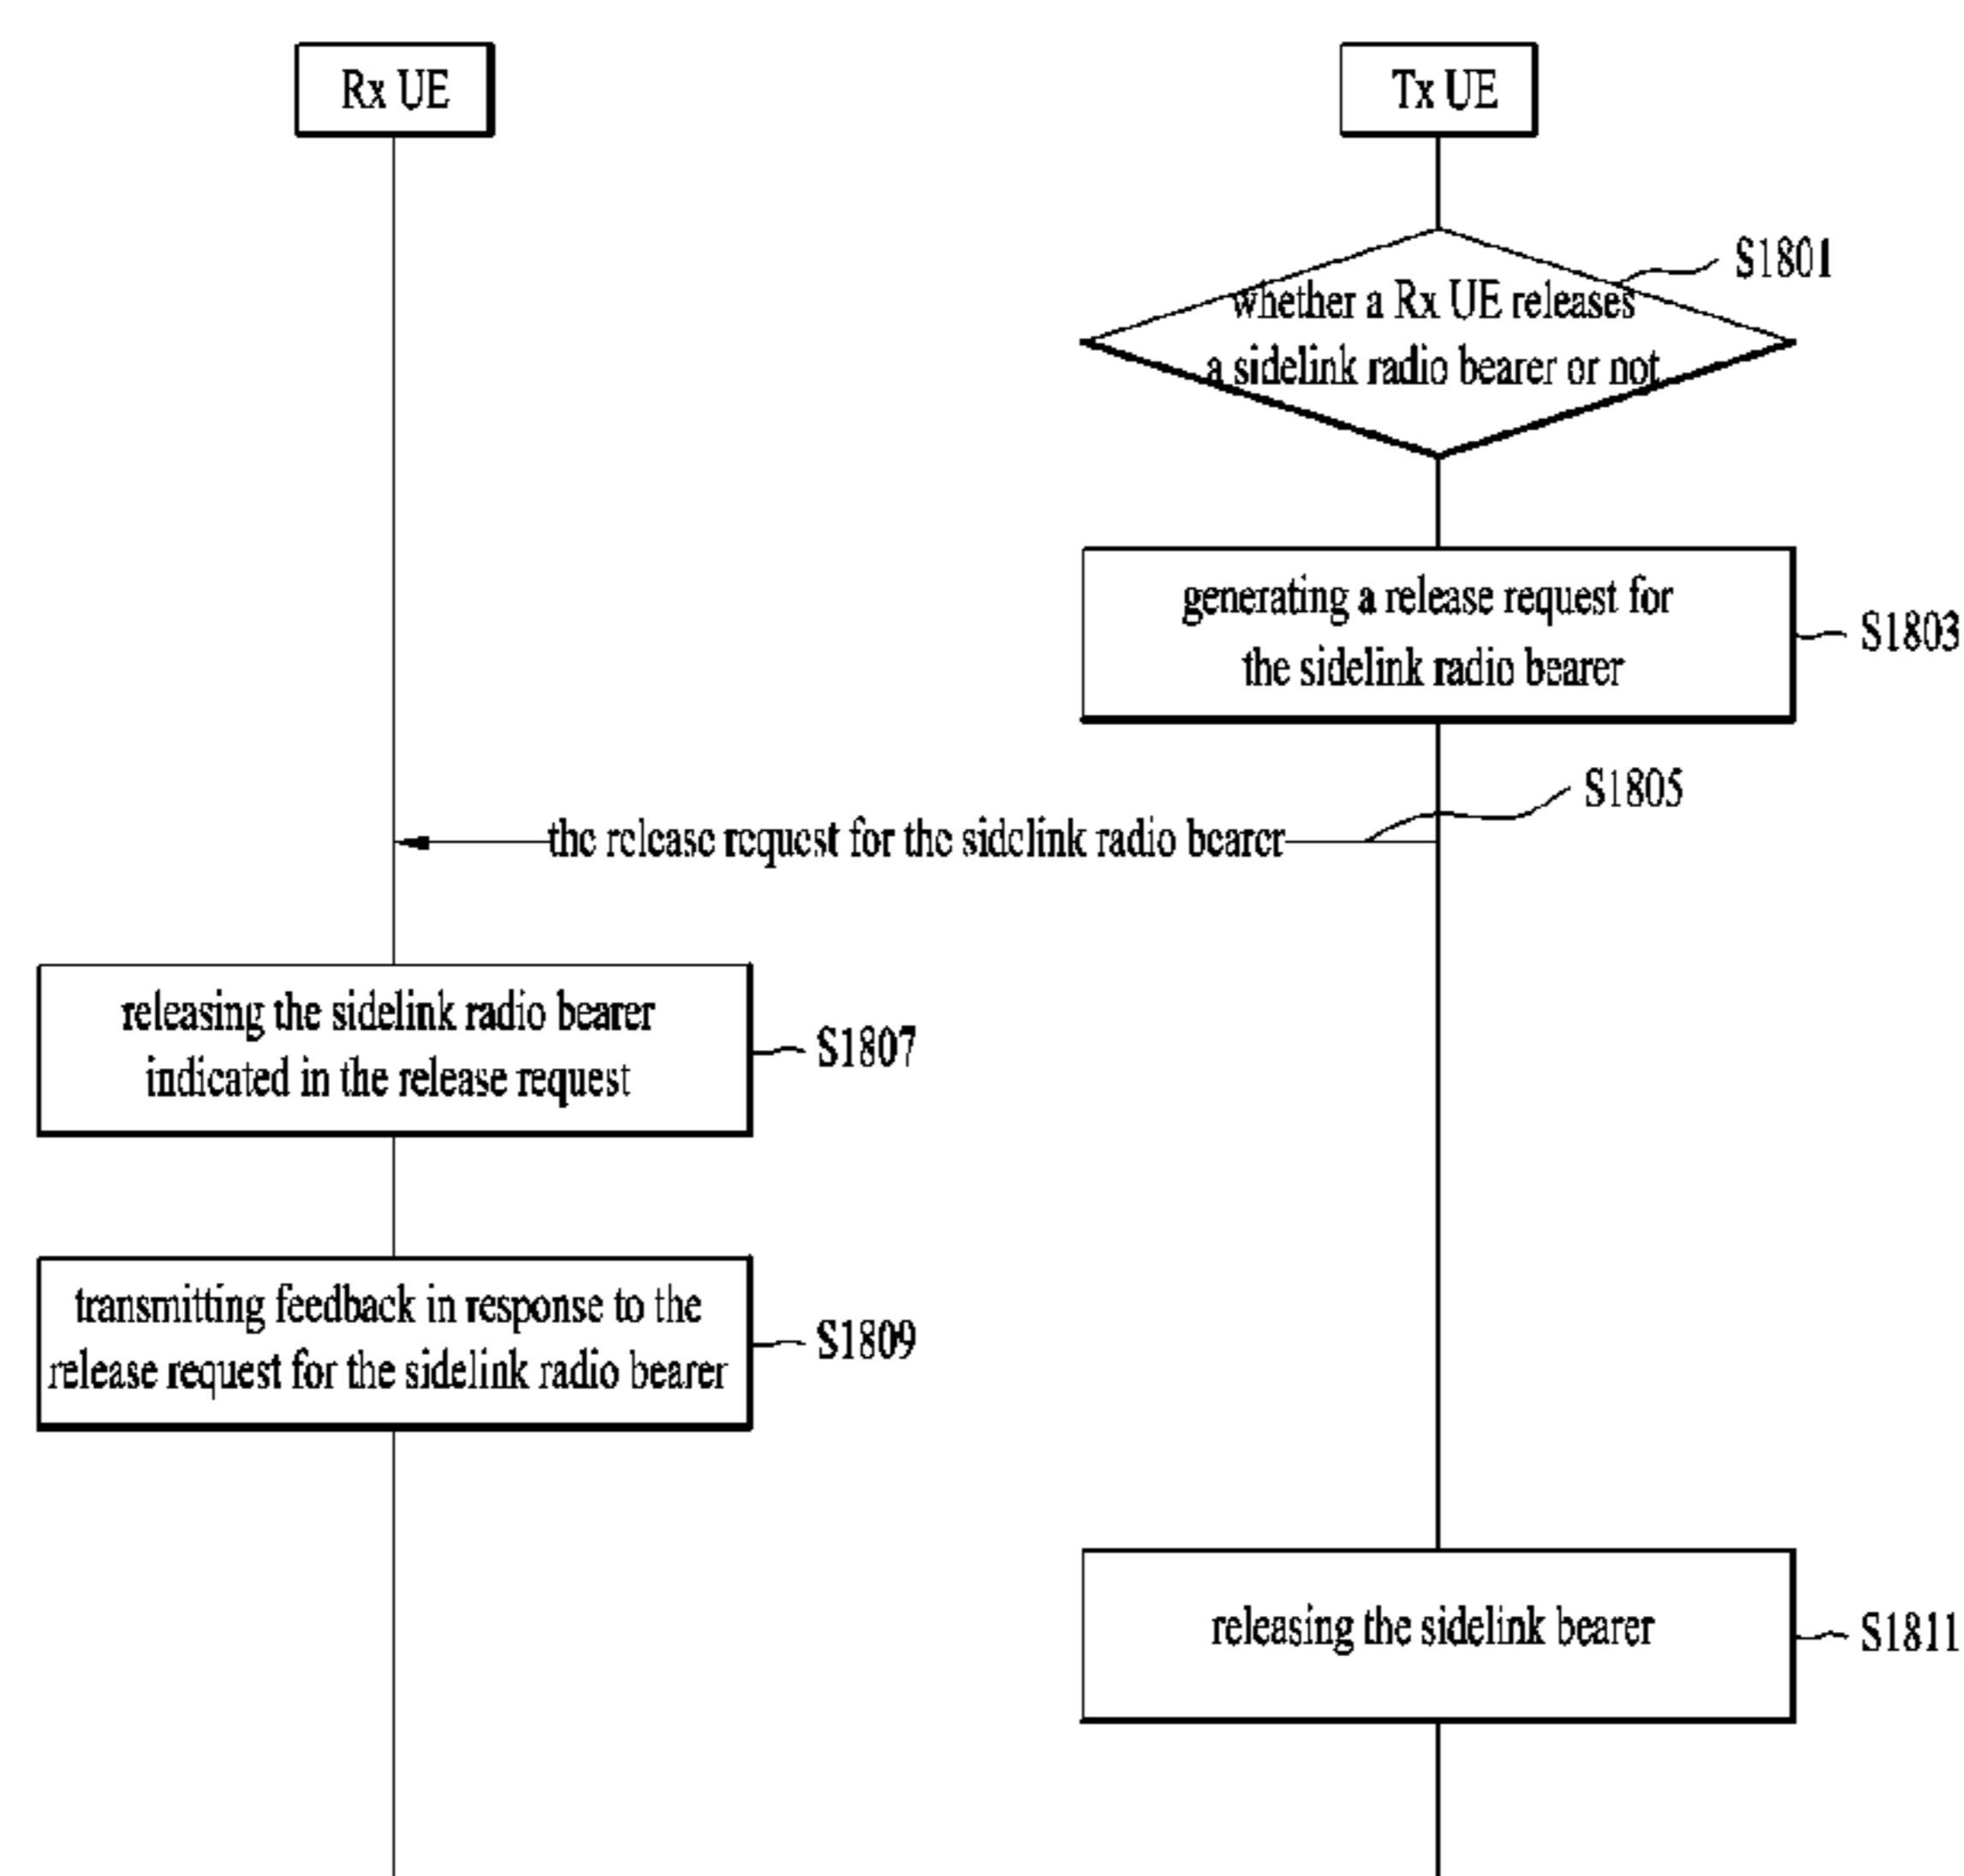 Rx UE
Tx UE
S1801
whether a Rx UE releases
a sidelink radio bearer or not
generating a release request for
the sidelink radio bearer
S1803
S1805
the release request for the sidelink radio bearer
releasing the sidelink radio bearer
indicated in the release request
S1807
transmitting feedback in response to the
release request for the sidelink radio bearer
S1809
releasing the sidelink bearer
S1811